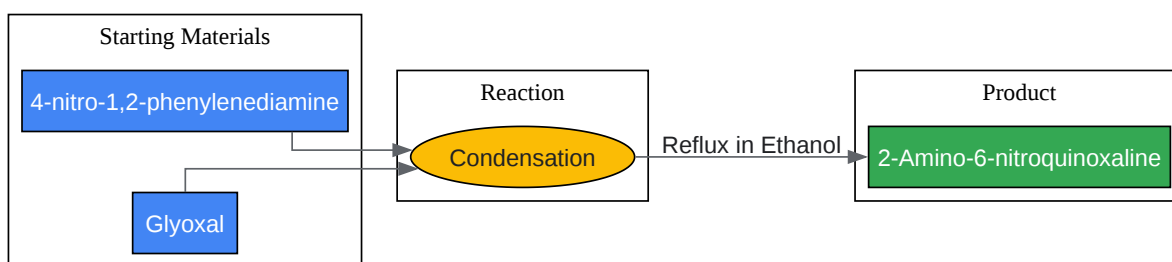 Starting Materials
4-nitro-1,2-phenylenediamine
Glyoxal
Reaction
Condensation
Reflux in Ethanol
Product
2-Amino-6-nitroquinoxaline